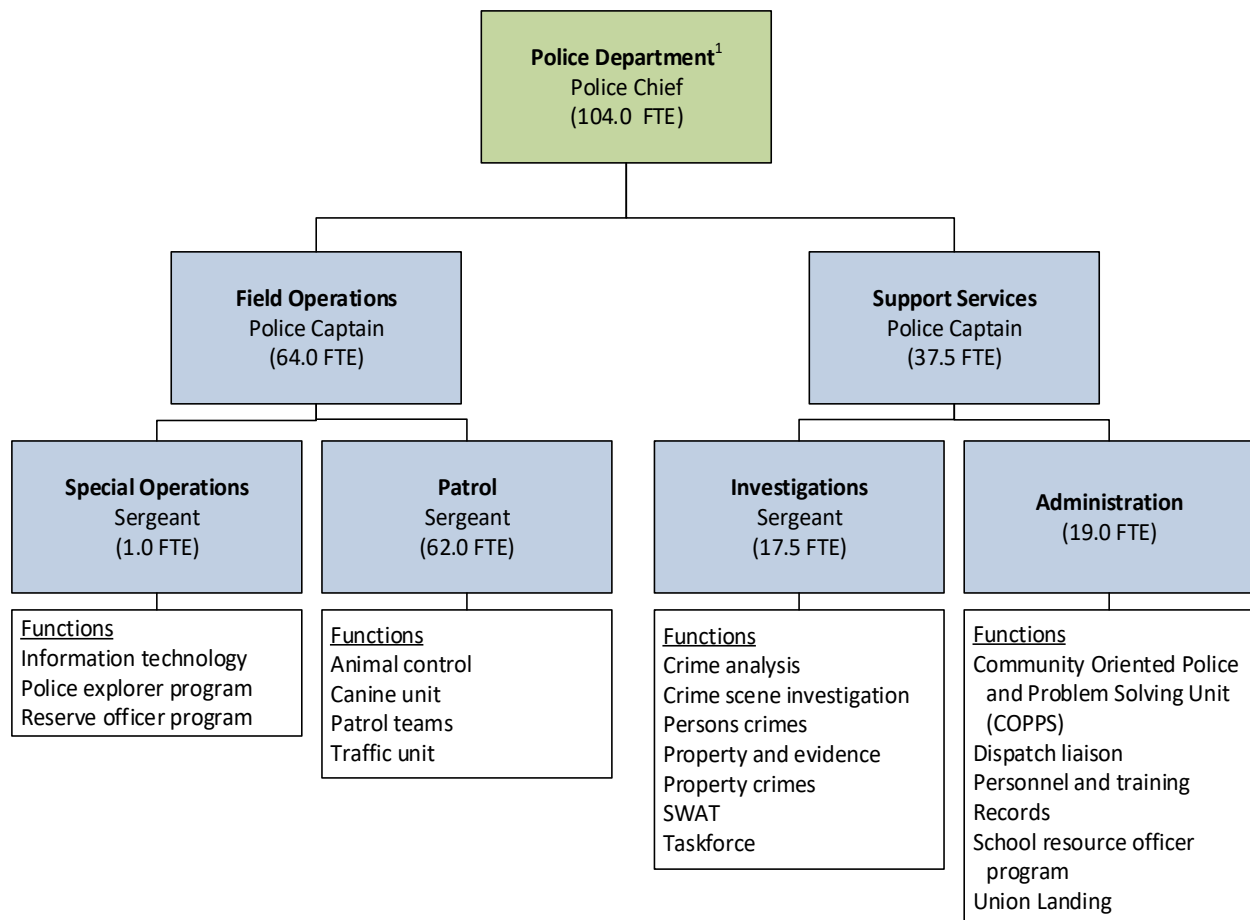 Police Department1
Police Chief
(104.0 FTE)
Field Operations
Police Captain
(64.0 FTE)
Support Services
Police Captain
(37.5 FTE)
Special Operations
Sergeant
(1.0 FTE)
Patrol
Sergeant
(62.0 FTE)
Investigations
Sergeant
(17.5 FTE)
Administration
(19.0 FTE)
Functions
Information technology
Police explorer program
Reserve officer program
Functions
Animal control
Canine unit
Patrol teams
Traffic unit
Functions
Crime analysis
Crime scene investigation
Persons crimes
Property and evidence
Property crimes
SWAT
Taskforce
Functions
Community Oriented Police
and Problem Solving Unit
(COPPS)
Dispatch liaison
Personnel and training
Records
School resource officer
program
Union Landing